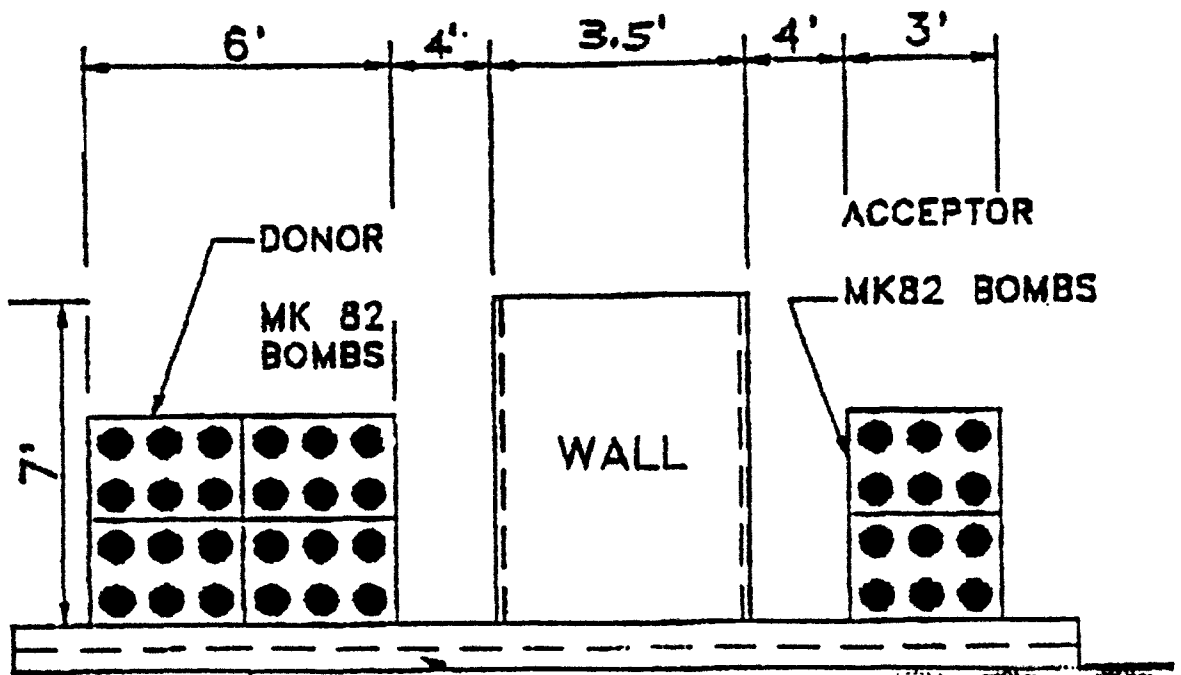 6' 4' 3.5' 4' 3'
ACCEPTOR
DONOR
MK82 BOMBS
MK 82
BOMBS
WALL
7'